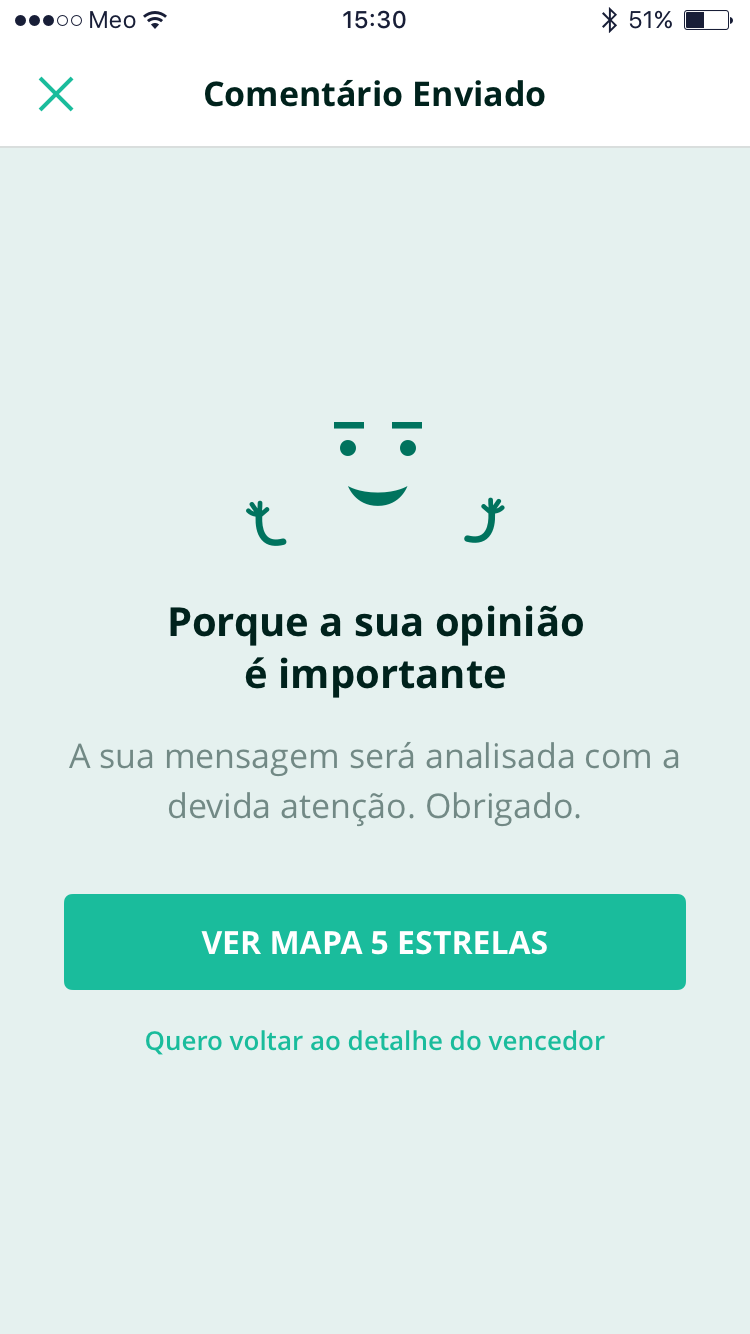 Meo 15:30 51%
Comentário Enviado
Porque a sua opinião
é importante
A sua mensagem será analisada com a
devida atenção. Obrigado.
VER MAPA 5 ESTRELAS
Quero voltar ao detalhe do vencedor